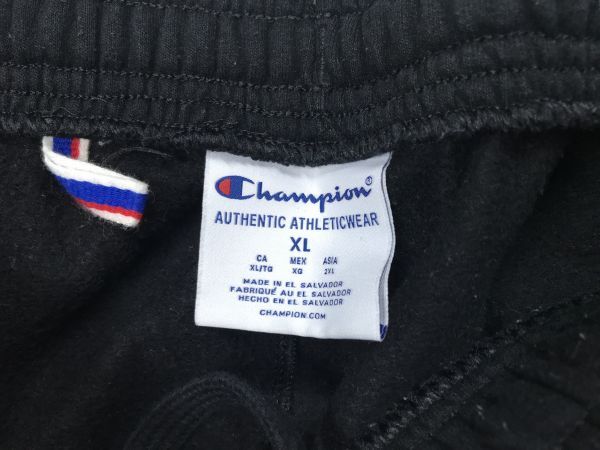 Champion®
AUTHENTIC ATHLETICWEAR
XL
CA MEX ASIA
XL/TG XG 2XL
MADE IN EL SALVADOR
FABRIQUÉ AU EL SALVADOR
HECHO EN EL SALVADOR
CHAMPION.COM